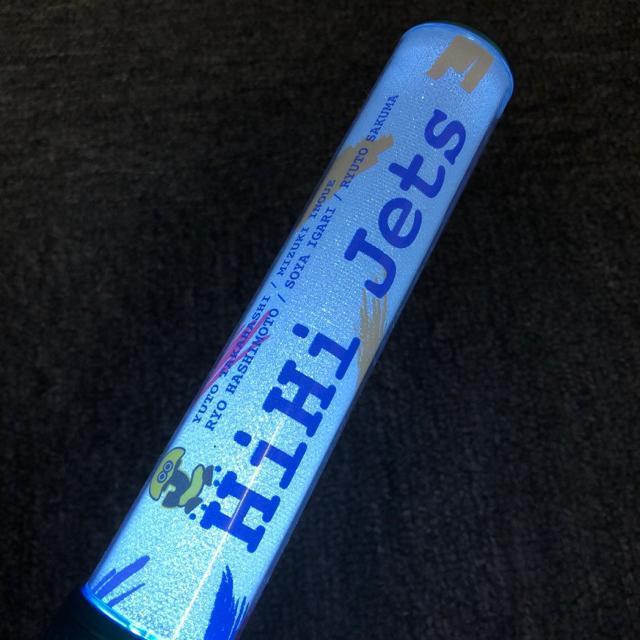 YUTO TAKAHASHI / MIZUKI INOUE
RYO HASHIMOTO / SOYA IGARI / RYUTO SAKUMA
HiHi Jets